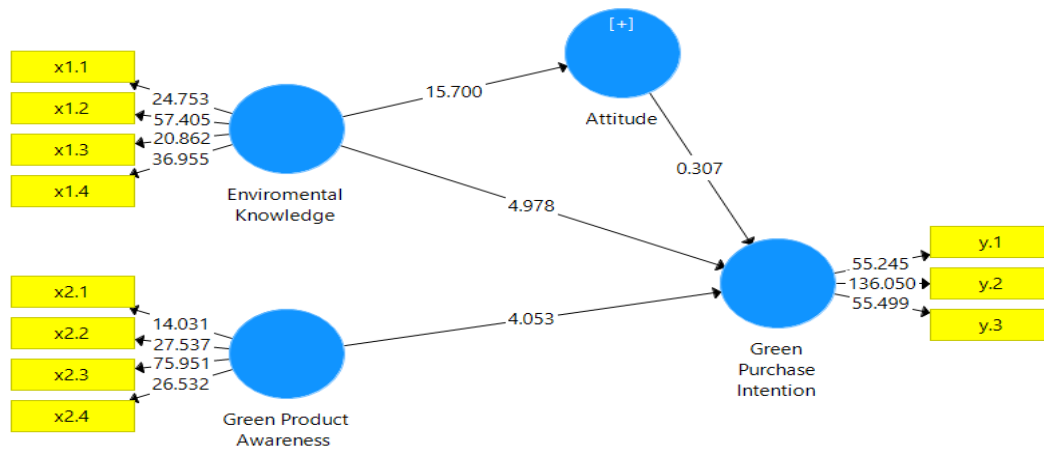 [+]
Attitude
x1.1
x1.2
x1.3
x1.4
24.753
57.405
20.862
36.955
Enviromental
Knowledge
15.700
4.978
0.307
x2.1
x2.2
x2.3
x2.4
14.031
27.537
75.951
26.532
Green Product
Awareness
4.053
Green
Purchase
Intention
55.245
136.050
55.499
y.1
y.2
y.3